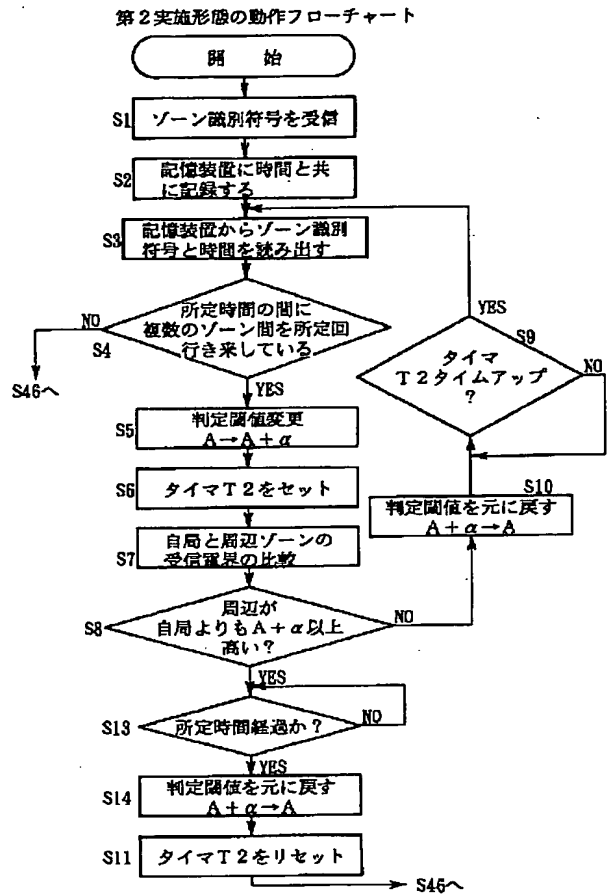 第2実施形態の動作フローチャート
開 始
S1
ゾーン識別符号を受信
S2
記憶装置に時間と共
に記録する
S3
記憶装置からゾーン識別
符号と時間を読み出す
NO
所定時間の間に
複数のゾーン間を所定回
行き来している
S4
S46へ
YES
S5
判定閾値変更
A→A+α
S6
タイマT2をセット
S7
自局と周辺ゾーンの
受信電界の比較
S8
周辺が
自局よりもA+α以上
高い?
NO
YES
S9
タイマ
T2タイムアップ
?
NO
S10
判定閾値を元に戻す
A+α→A
YES
S13
所定時間経過か?
NO
YES
S14
判定閾値を元に戻す
A+α→A
S11
タイマT2をリセット
S46へ